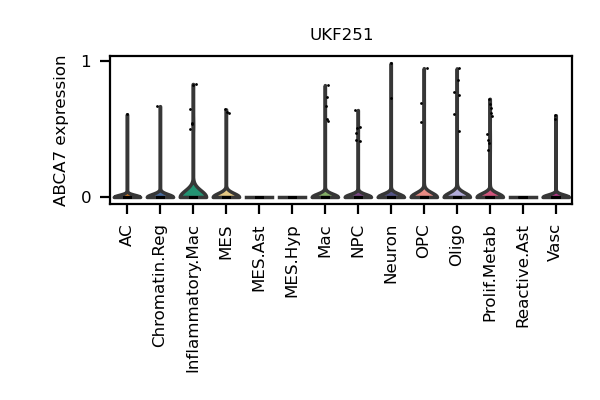 UKF251
ABCA7 expression
1
0
AC
Chromatin.Reg
Inflammatory.Mac
MES
MES.Ast
MES.Hyp
Mac
NPC
Neuron
OPC
Oligo
Prolif.Metab
Reactive.Ast
Vasc